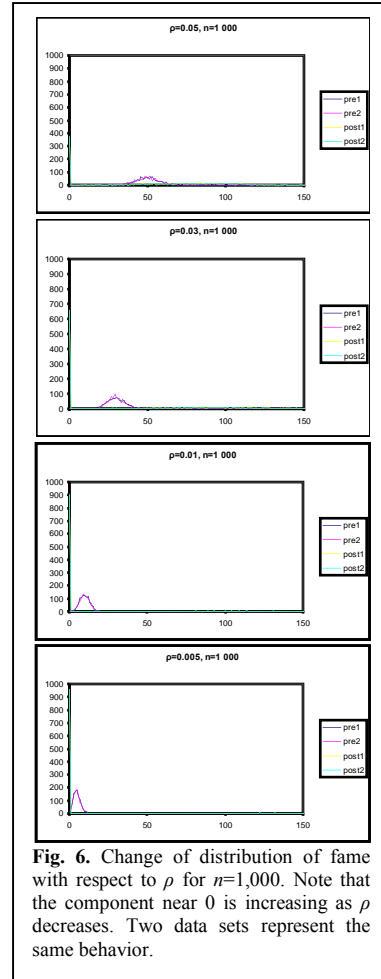 ρ=0.05, n=1 000
1000
900
800
700
600
500
400
300
200
100
0
0 50 100 150
pre1
pre2
post1
post2
ρ=0.03, n=1 000
1000
900
800
700
600
500
400
300
200
100
0
0 50 100 150
pre1
pre2
post1
post2
ρ=0.01, n=1 000
1000
900
800
700
600
500
400
300
200
100
0
0 50 100 150
pre1
pre2
post1
post2
ρ=0.005, n=1 000
1000
900
800
700
600
500
400
300
200
100
0
0 50 100 150
pre1
pre2
post1
post2
Fig. 6. Change of distribution of fame
with respect to ρ for n=1,000. Note that
the component near 0 is increasing as ρ
decreases. Two data sets represent the
same behavior.